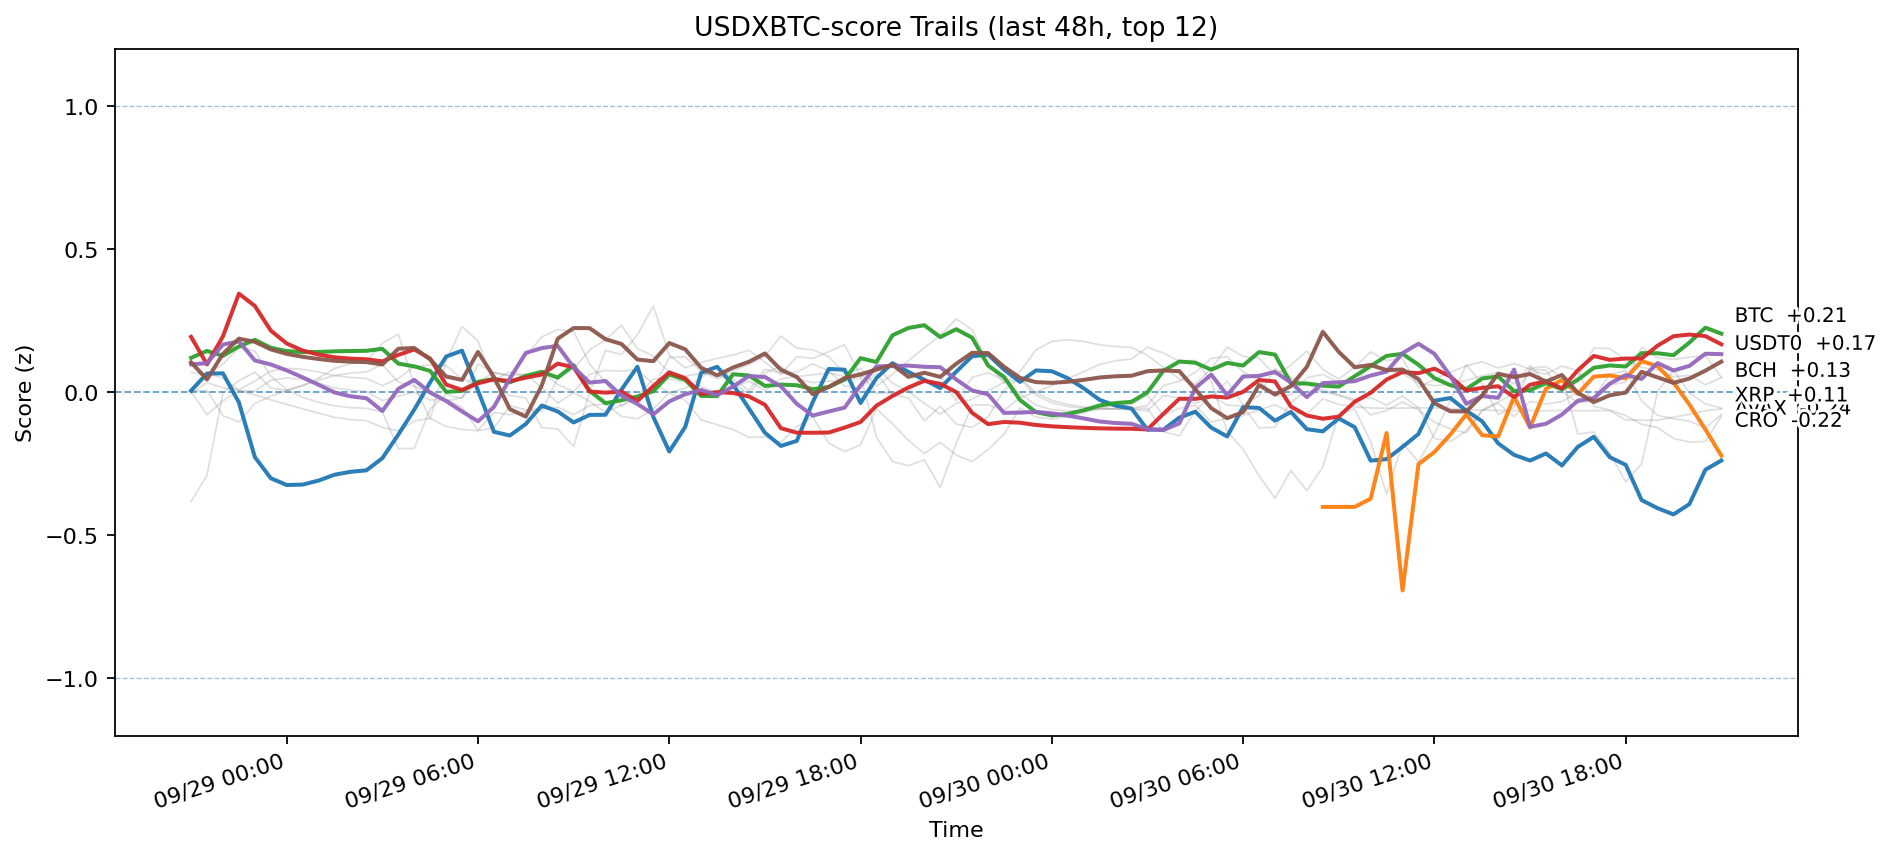 USDXBTC-score Trails (last 48h, top 12)
1.0
0.5
0.0
−0.5
−1.0
Score (z)
BTC +0.21
USDT0 +0.17
BCH +0.13
XRP +0.11
AVAX -0.24
CRO -0.22
09/29 00:00
09/29 06:00
09/29 12:00
09/29 18:00
09/30 00:00
09/30 06:00
09/30 12:00
09/30 18:00
Time